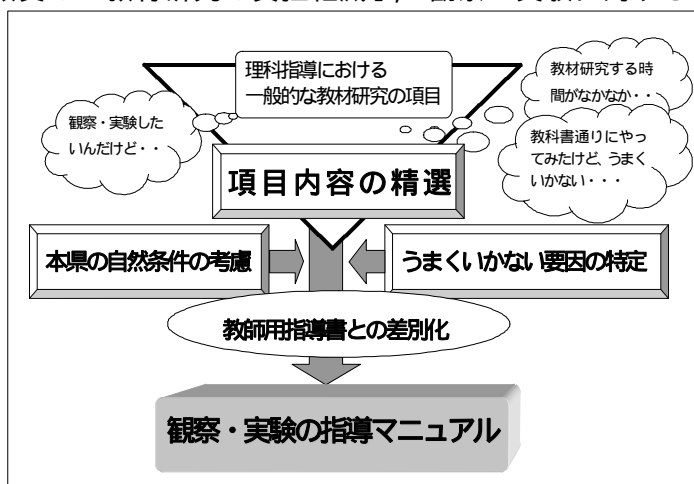 理科指導における
一般的な教材研究の項目
教材研究する時
間がなかなか・・
観察・実験した
いんだけど・・
教科書通りにやっ
てみたけど、うまく
いかない・・・
項目内容の精選
本県の自然条件の考慮
うまくいかない要因の特定
教師用指導書との差別化
観察・実験の指導マニュアル